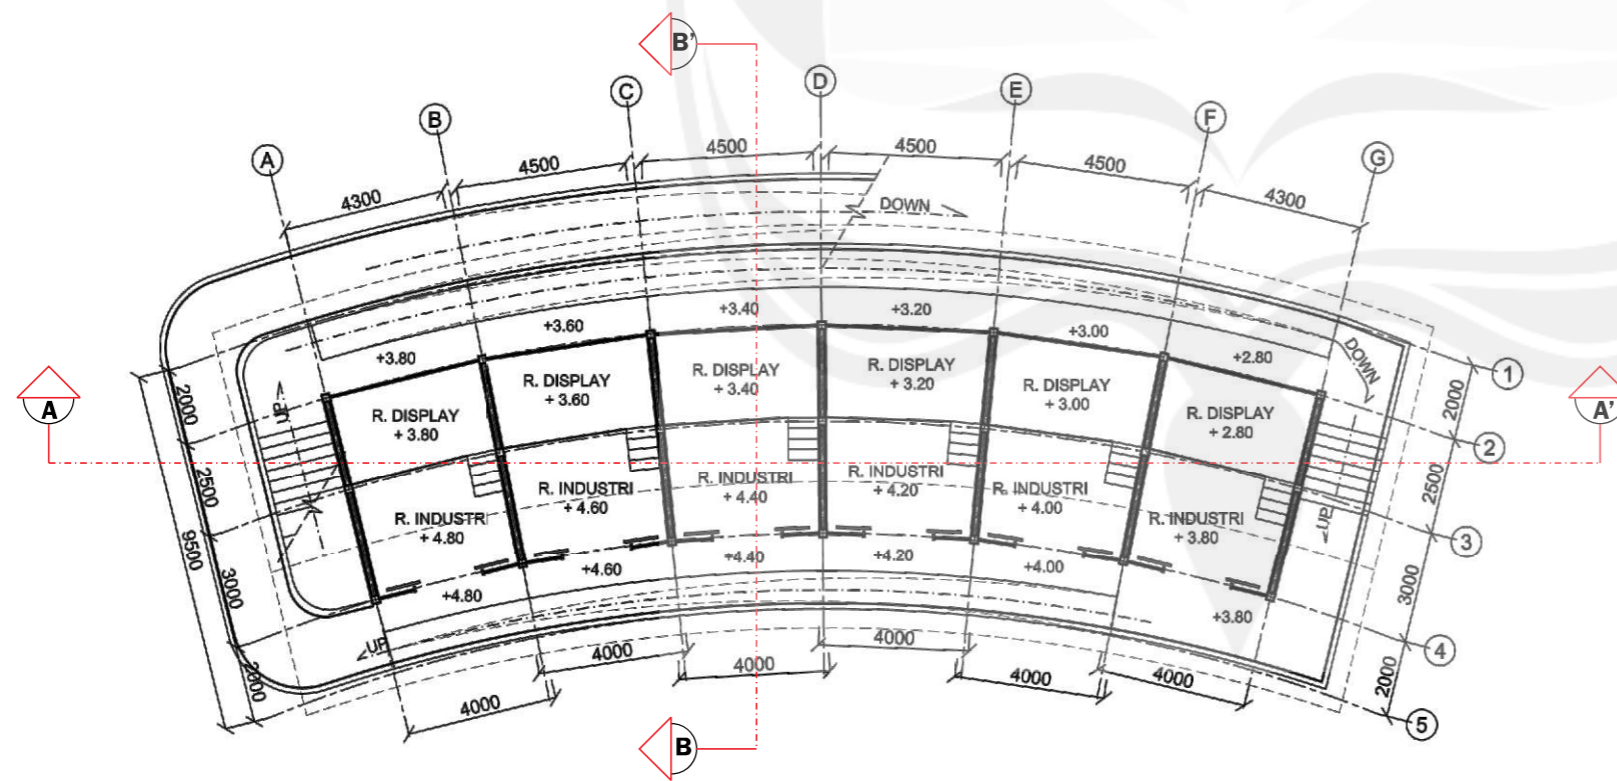 B'
A
B
C
D
E
F
G
4300
4500
4500
4500
4500
4300
DOWN
+3.80
+3.60
+3.40
+3.20
+3.00
+2.80
DOWN
1
2
3
4
5
A
A'
2000
2500
3000
2000
9500
UP
R. DISPLAY
+ 3.80
R. DISPLAY
+ 3.60
R. DISPLAY
+ 3.40
R. DISPLAY
+ 3.20
R. DISPLAY
+ 3.00
R. DISPLAY
+ 2.80
R. INDUSTRI
+ 4.80
R. INDUSTRI
+ 4.60
R. INDUSTRI
+ 4.40
R. INDUSTRI
+ 4.20
R. INDUSTRI
+ 4.00
R. INDUSTRI
+ 3.80
UP
2000
2500
3000
2000
+4.80
+4.60
+4.40
+4.20
+4.00
+3.80
UP
4000
4000
4000
4000
4000
4000
B